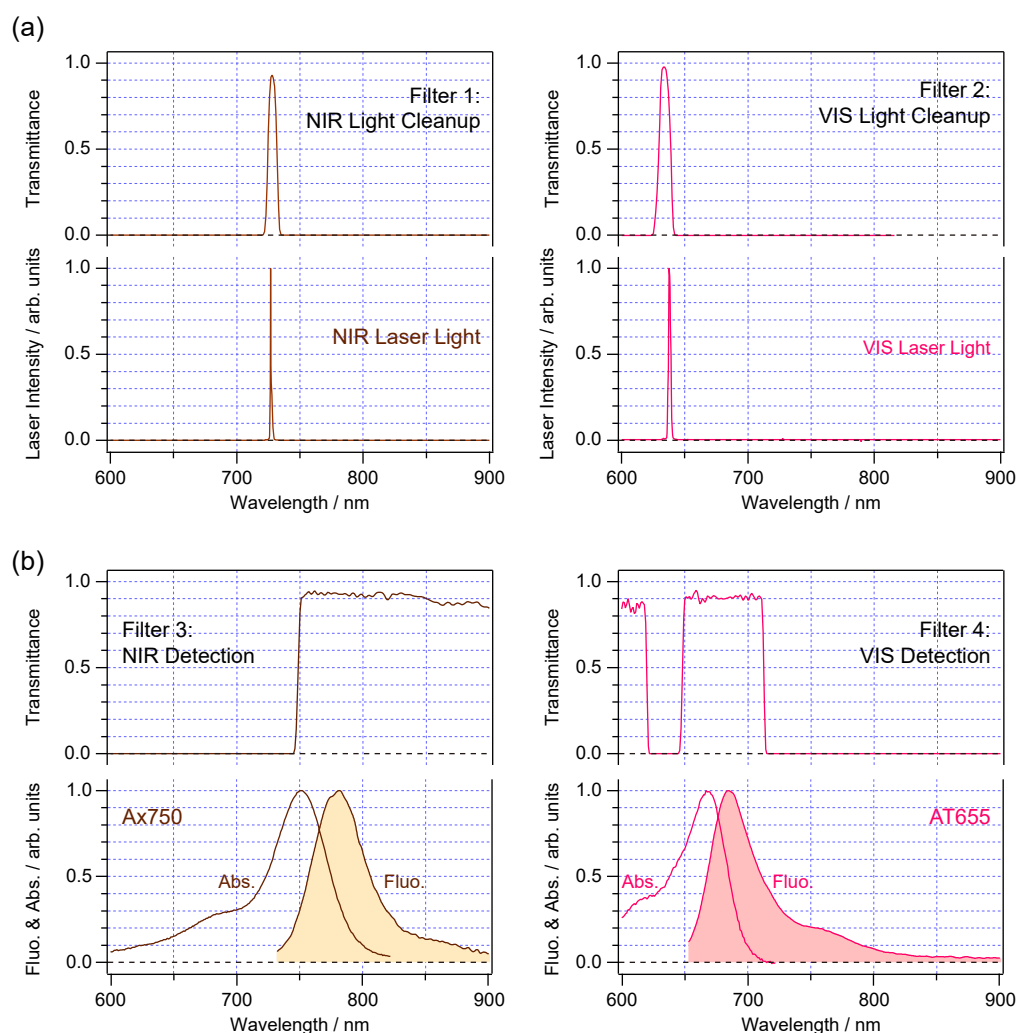 (a)
Transmittance
1.0
0.5
0.0
Filter 1:
NIR Light Cleanup
Laser Intensity / arb. units
1.0
0.5
0.0
NIR Laser Light
600
700
800
900
Wavelength / nm
Transmittance
1.0
0.5
0.0
Filter 2:
VIS Light Cleanup
Laser Intensity / arb. units
1.0
0.5
0.0
VIS Laser Light
600
700
800
900
Wavelength / nm
(b)
Transmittance
1.0
0.5
0.0
Filter 3:
NIR Detection
Fluo. & Abs. / arb. units
1.0
0.5
0.0
Ax750
Abs.
Fluo.
600
700
800
900
Wavelength / nm
Transmittance
1.0
0.5
0.0
Filter 4:
VIS Detection
Fluo. & Abs. / arb. units
1.0
0.5
0.0
AT655
Abs.
Fluo.
600
700
800
900
Wavelength / nm